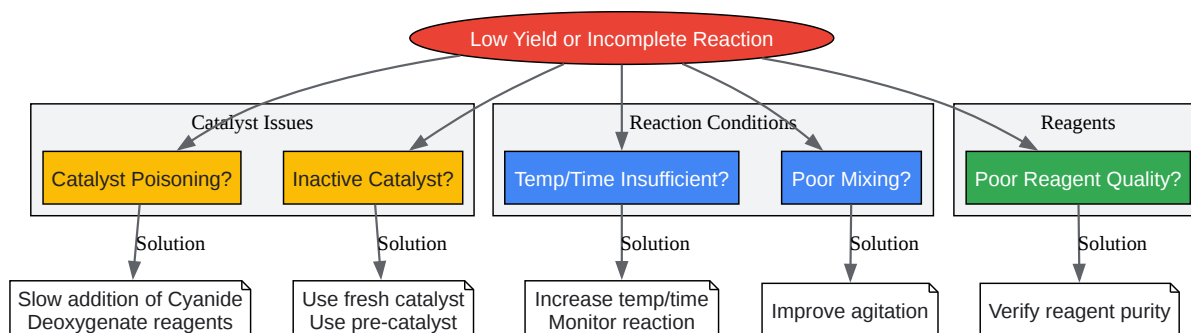 Low Yield or Incomplete Reaction
Catalyst Issues
Reaction Conditions
Reagents
Catalyst Poisoning?
Inactive Catalyst?
Temp/Time Insufficient?
Poor Mixing?
Poor Reagent Quality?
Solution
Solution
Solution
Solution
Solution
Slow addition of Cyanide
Deoxygenate reagents
Use fresh catalyst
Use pre-catalyst
Increase temp/time
Monitor reaction
Improve agitation
Verify reagent purity